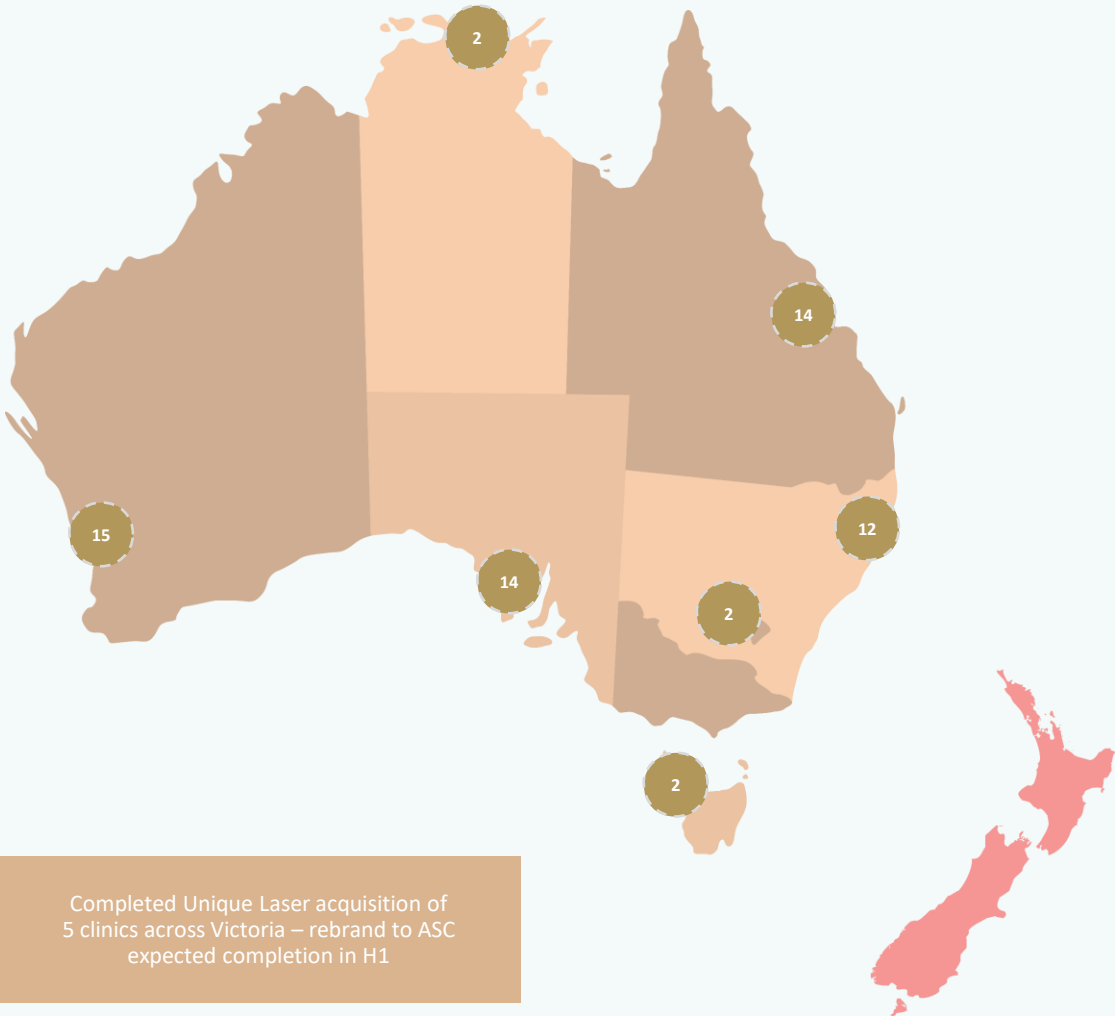 2
14
15
12
14
2
2
Completed Unique Laser acquisition of
5 clinics across Victoria – rebrand to ASC
expected completion in H1